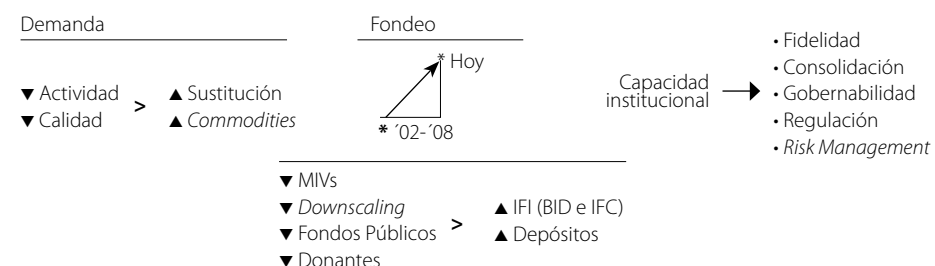 Demanda
▼ Actividad
▼ Calidad
>
▲ Sustitución
▲ Commodities
Fondeo
* Hoy
* ´02-´08
▼ MIVs
▼ Downscaling
▼ Fondos Públicos
▼ Donantes
>
▲ IFI (BID e IFC)
▲ Depósitos
Capacidad
institucional
• Fidelidad
• Consolidación
• Gobernabilidad
• Regulación
• Risk Management